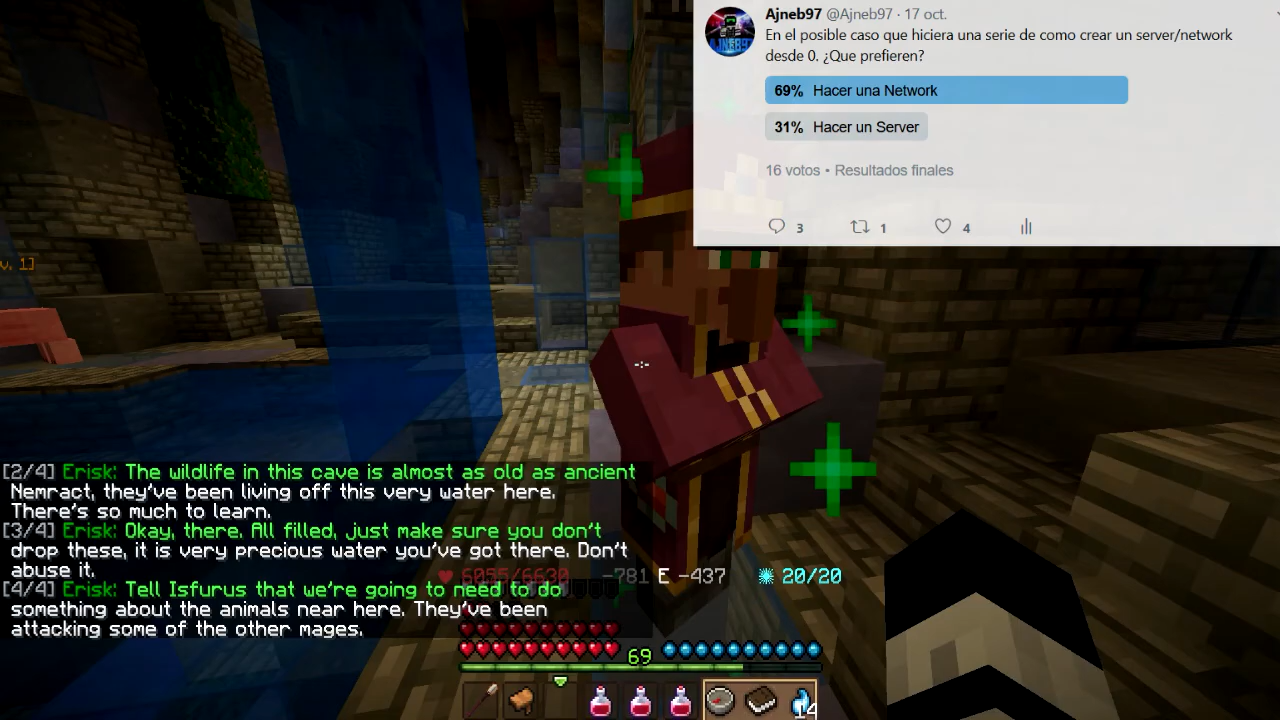 Ajneb97 @Ajneb97 · 17 oct.
En el posible caso que hiciera una serie de como crear un server/network
desde 0. ¿Que prefieren?
69% Hacer una Network
31% Hacer un Server
16 votos • Resultados finales
3 1 4
v. 1]
[2/4] Erisk: The wildlife in this cave is almost as old as ancient
Nemract, they've been living off this very water here.
There's so much to learn.
[3/4] Erisk: Okay, there. All filled, just make sure you don't
drop these, it is very precious water you've got there. Don't
abuse it.
[4/4] Erisk: Tell Isfurus that we're going to need to do
something about the animals near here. They've been
attacking some of the other mages.
6055/6630 -781 E -437 20/20
69
14